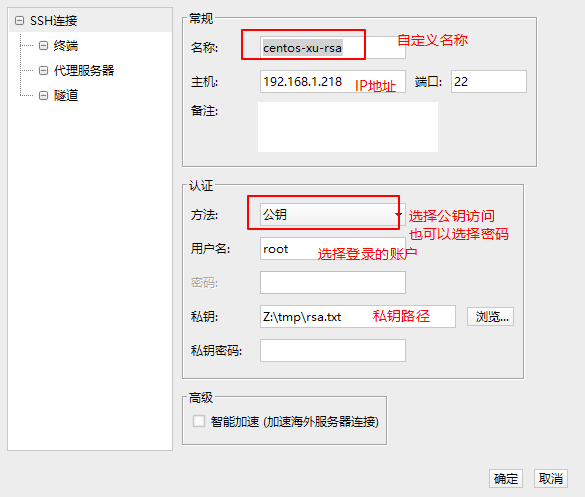 SSH连接
终端
代理服务器
隧道
常规
名称: centos-xu-rsa 自定义名称
主机: 192.168.1.218 IP地址 端口: 22
备注:
认证
方法: 公钥 选择公钥访问
也可以选择密码
用户名: root 选择登录的账户
密码:
私钥: Z:\tmp\rsa.txt 私钥路径 浏览...
私钥密码:
高级
智能加速 (加速海外服务器连接)
确定 取消